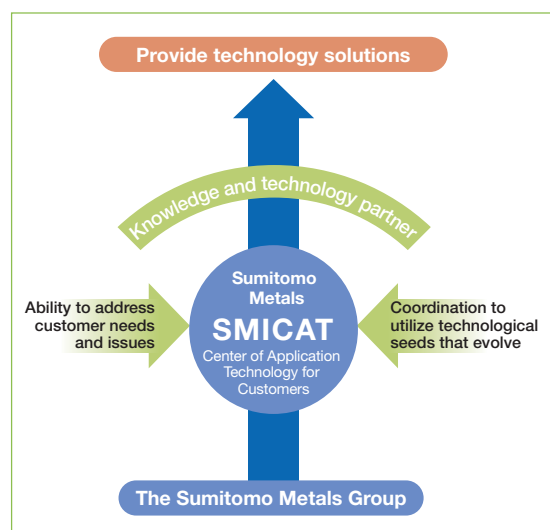 Provide technology solutions
Knowledge and technology partner
Sumitomo
Metals
SMICAT
Center of Application
Technology for
Customers
Ability to address
customer needs
and issues
Coordination to
utilize technological
seeds that evolve
The Sumitomo Metals Group